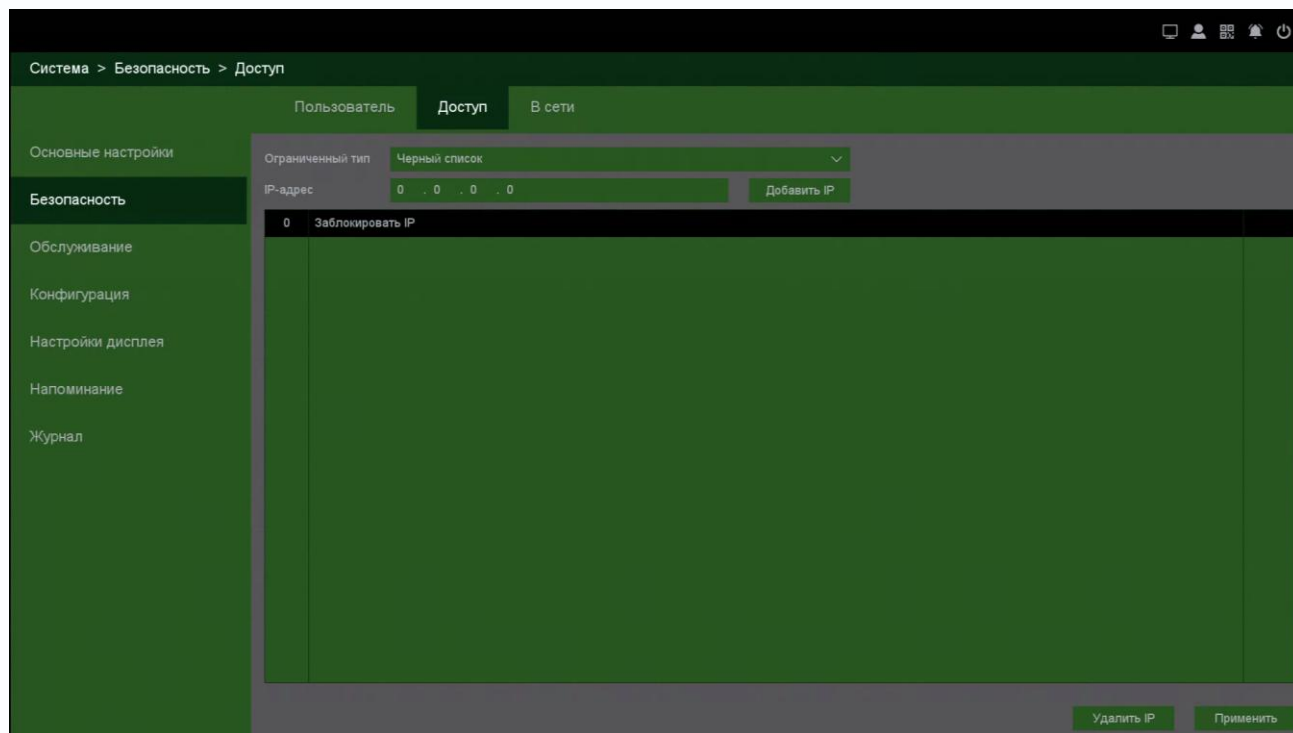 Система > Безопасность > Доступ
Пользователь Доступ В сети
Основные настройки
Безопасность
Обслуживание
Конфигурация
Настройки дисплея
Напоминание
Журнал
Ограниченный тип Черный список
IP-адрес 0 . 0 . 0 . 0 Добавить IP
0 Заблокировать IP
Удалить IP Применить